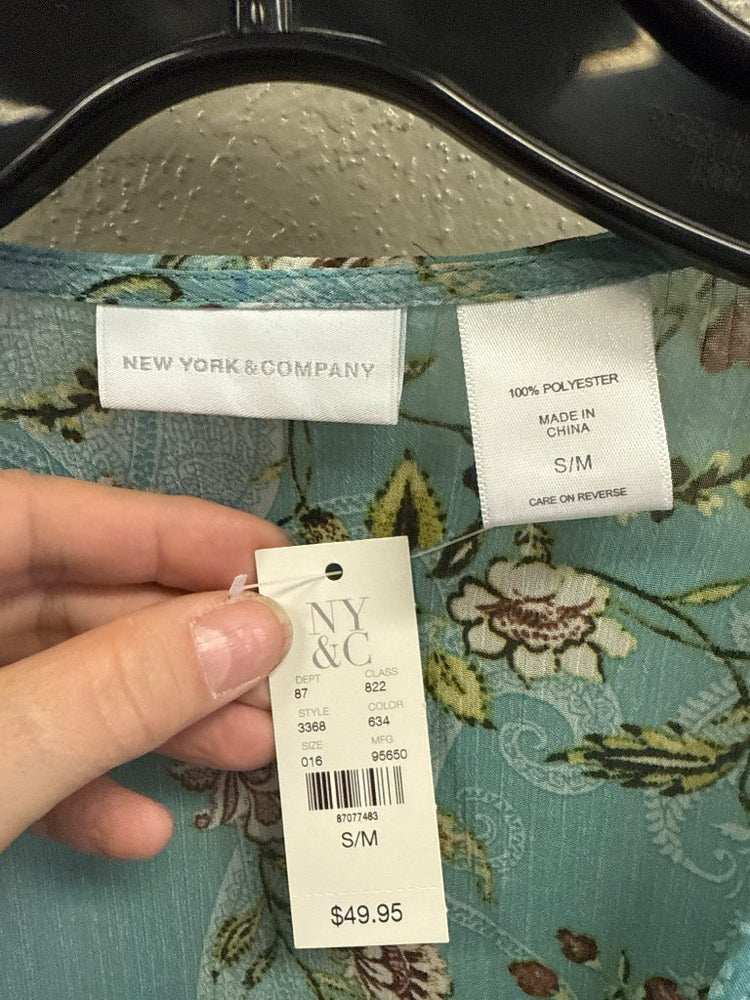 NEW YORK & COMPANY
100% POLYESTER
MADE IN
CHINA
S/M
CARE ON REVERSE
NY
&C
DEPT CLASS
87 822
STYLE COLOR
3368 634
SIZE MFG
016 95650
87077483
S/M
$49.95